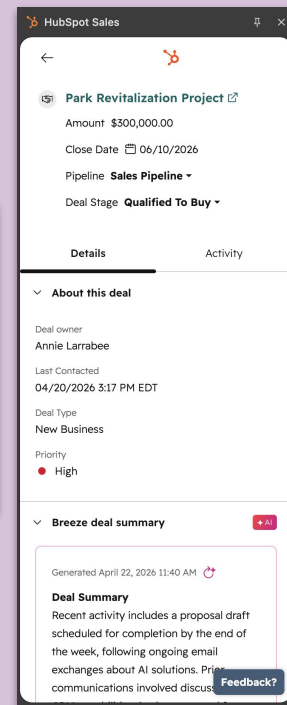 HubSpot Sales
Park Revitalization Project
Amount $300,000.00
Close Date 06/10/2026
Pipeline Sales Pipeline
Deal Stage Qualified To Buy
Details Activity
About this deal
Deal owner
Annie Larrabee
Last Contacted
04/20/2026 3:17 PM EDT
Deal Type
New Business
Priority
High
Breeze deal summary AI
Generated April 22, 2026 11:40 AM
Deal Summary
Recent activity includes a proposal draft
scheduled for completion by the end of
the week, following ongoing email
exchanges about AI solutions.
communications involved
Feedback?